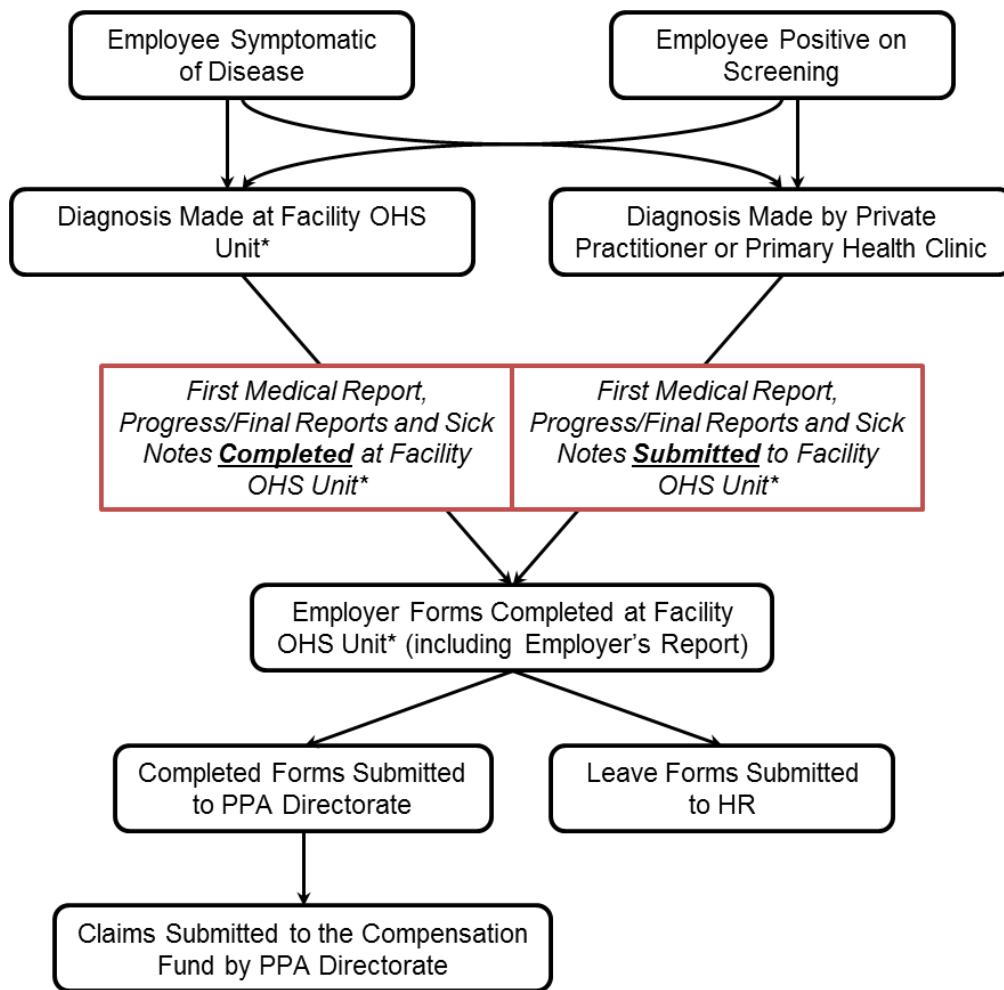 Employee Symptomatic
of Disease
Employee Positive on
Screening
Diagnosis Made at Facility OHS
Unit*
Diagnosis Made by Private
Practitioner or Primary Health Clinic
First Medical Report,
Progress/Final Reports and Sick
Notes Completed at Facility
OHS Unit*
First Medical Report,
Progress/Final Reports and Sick
Notes Submitted to Facility
OHS Unit*
Employer Forms Completed at Facility
OHS Unit* (including Employer’s Report)
Completed Forms Submitted
to PPA Directorate
Leave Forms Submitted
to HR
Claims Submitted to the Compensation
Fund by PPA Directorate